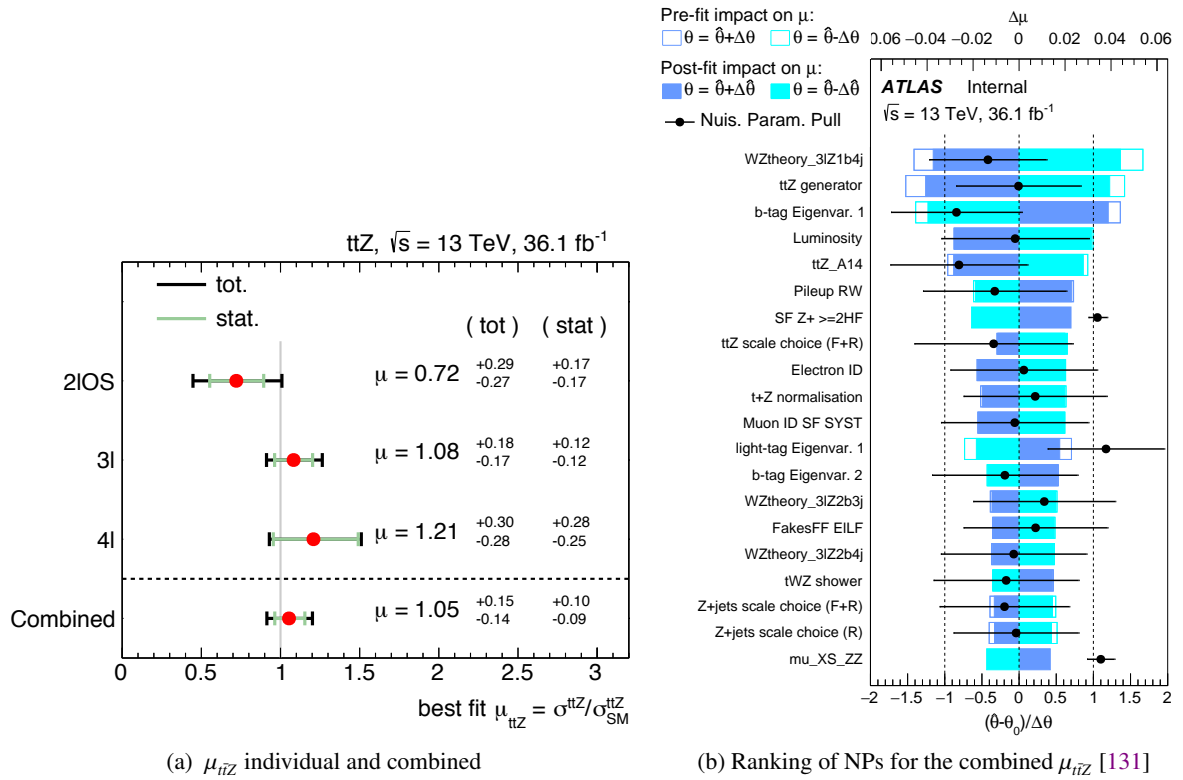 ttZ, √s = 13 TeV, 36.1 fb⁻¹
tot.
stat.
( tot ) ( stat )
2lOS μ = 0.72 +0.29 -0.27 +0.17 -0.17
3l μ = 1.08 +0.18 -0.17 +0.12 -0.12
4l μ = 1.21 +0.30 -0.28 +0.28 -0.25
Combined μ = 1.05 +0.15 -0.14 +0.10 -0.09
0 0.5 1 1.5 2 2.5 3
best fit μ_ttZ = σ^ttZ/σ_SM^ttZ
(a) μ_tt̄Z individual and combined
Pre-fit impact on μ:
θ = θ̂+Δθ θ = θ̂-Δθ
Post-fit impact on μ:
θ = θ̂+Δθ̂ θ = θ̂-Δθ̂
Nuis. Param. Pull
Δμ
0.06 −0.04 −0.02 0 0.02 0.04 0.06
ATLAS Internal
√s = 13 TeV, 36.1 fb⁻¹
WZtheory_3lZ1b4j
ttZ generator
b-tag Eigenvar. 1
Luminosity
ttZ_A14
Pileup RW
SF Z+ >=2HF
ttZ scale choice (F+R)
Electron ID
t+Z normalisation
Muon ID SF SYST
light-tag Eigenvar. 1
b-tag Eigenvar. 2
WZtheory_3lZ2b3j
FakesFF ElLF
WZtheory_3lZ2b4j
tWZ shower
Z+jets scale choice (F+R)
Z+jets scale choice (R)
mu_XS_ZZ
−2 −1.5 −1 −0.5 0 0.5 1 1.5 2
(θ̂-θ₀)/Δθ
(b) Ranking of NPs for the combined μ_tt̄Z [131]